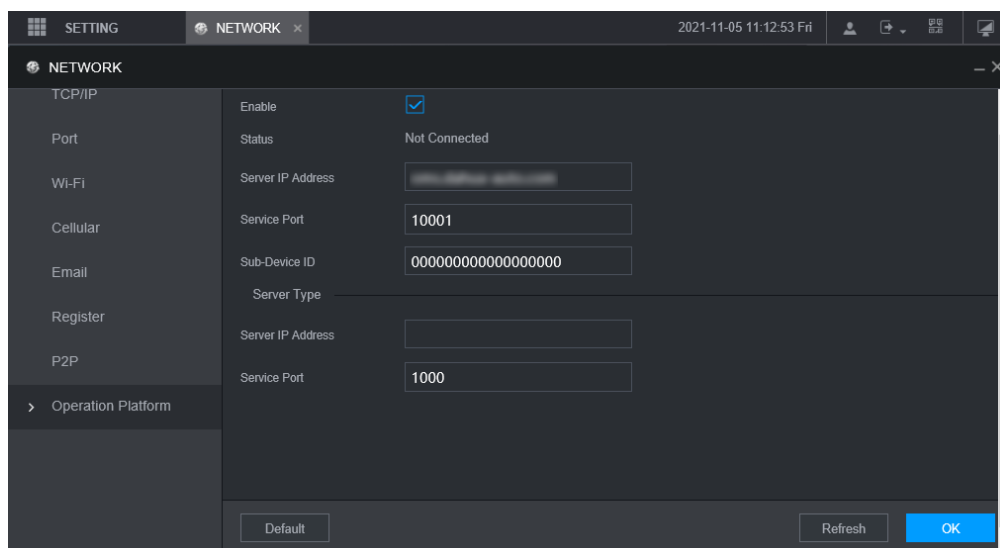 SETTING NETWORK × 2021-11-05 11:12:53 Fri
NETWORK
TCP/IP
Enable
Port
Status Not Connected
Wi-Fi
Server IP Address
Cellular
Service Port 10001
Email
Sub-Device ID 000000000000000000
Server Type
Register
Server IP Address
P2P
Service Port 1000
Operation Platform
Default Refresh OK